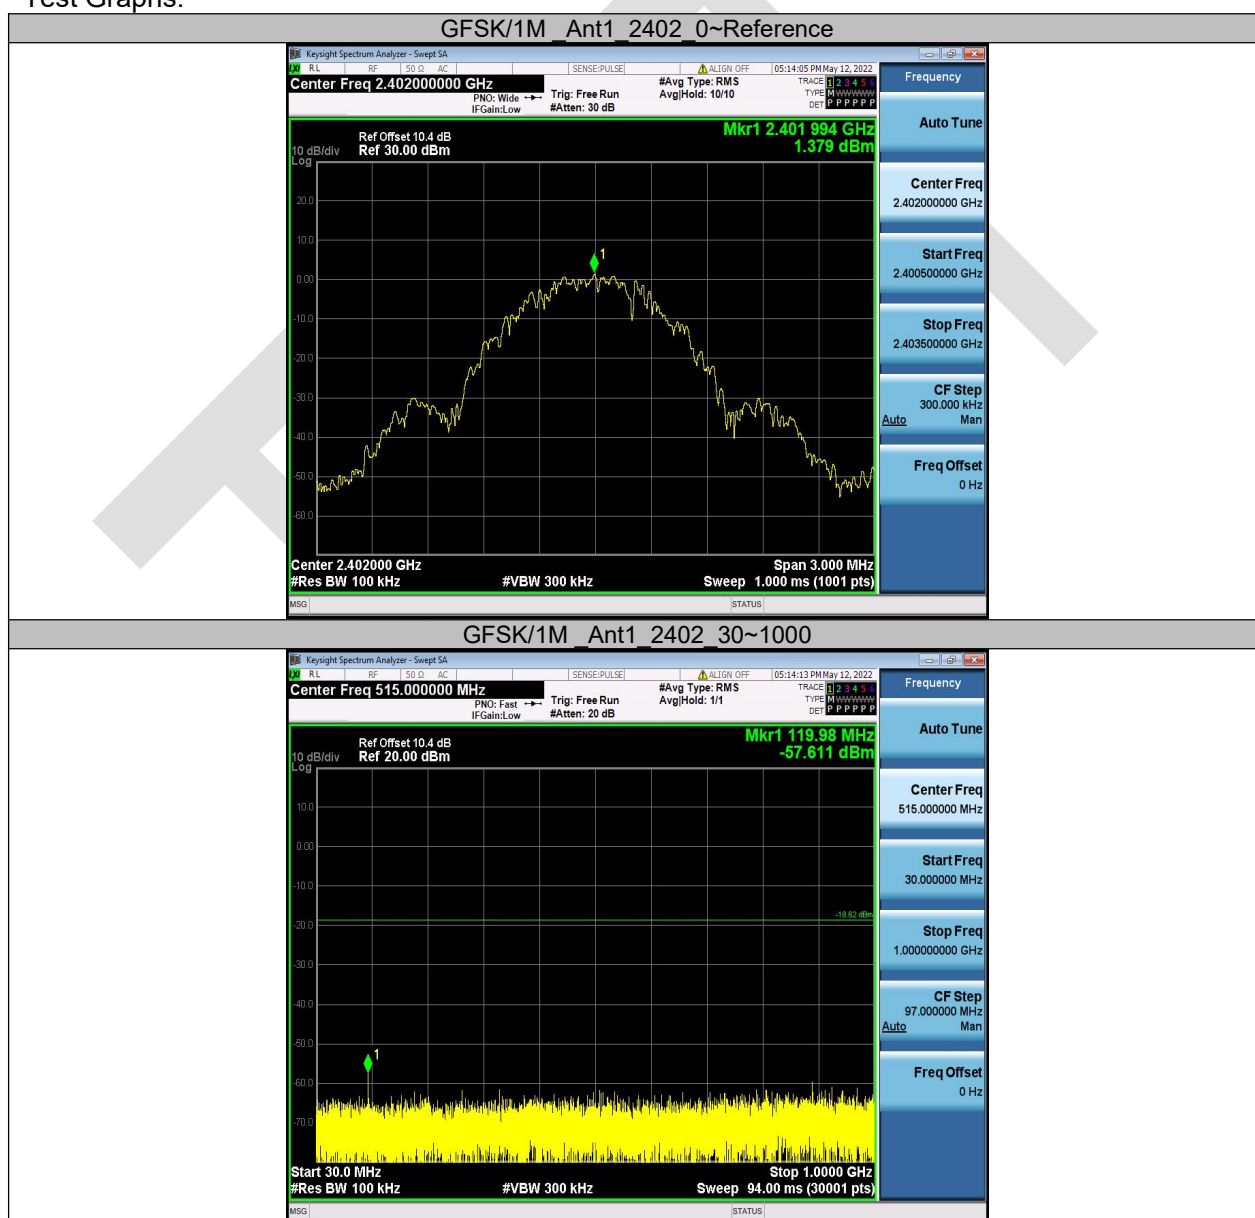 Test Graphs:
GFSK/1M _Ant1_2402_0~Reference
Keysight Spectrum Analyzer - Swept SA
LXI RL RF 50 Ω AC SENSE:PULSE ALIGN OFF 05:14:05 PM May 12, 2022
Center Freq 2.402000000 GHz
PNO: Wide
IFGain:Low
Trig: Free Run
#Atten: 30 dB
#Avg Type: RMS
Avg|Hold: 10/10
TRACE 1 2 3 4 5 6
TYPE M WWWWW
DET P P P P P P
Ref Offset 10.4 dB
Ref 30.00 dBm
10 dB/div
Log
Mkr1 2.401 994 GHz
1.379 dBm
20.0
10.0
0.00
-10.0
-20.0
-30.0
-40.0
-50.0
-60.0
1
Center 2.402000 GHz
Span 3.000 MHz
#Res BW 100 kHz
#VBW 300 kHz
Sweep 1.000 ms (1001 pts)
MSG
STATUS
Frequency
Auto Tune
Center Freq
2.402000000 GHz
Start Freq
2.400500000 GHz
Stop Freq
2.403500000 GHz
CF Step
300.000 kHz
Auto Man
Freq Offset
0 Hz
GFSK/1M _Ant1_2402_30~1000
Keysight Spectrum Analyzer - Swept SA
LXI RL RF 50 Ω AC SENSE:PULSE ALIGN OFF 05:14:13 PM May 12, 2022
Center Freq 515.000000 MHz
PNO: Fast
IFGain:Low
Trig: Free Run
#Atten: 20 dB
#Avg Type: RMS
Avg|Hold: 1/1
TRACE 1 2 3 4 5 6
TYPE M WWWWW
DET P P P P P P
Ref Offset 10.4 dB
Ref 20.00 dBm
10 dB/div
Log
Mkr1 119.98 MHz
-57.611 dBm
10.0
0.00
-10.0
-20.0
-30.0
-40.0
-50.0
-60.0
-70.0
-18.62 dBm
1
Start 30.0 MHz
Stop 1.0000 GHz
#Res BW 100 kHz
#VBW 300 kHz
Sweep 94.00 ms (30001 pts)
MSG
STATUS
Frequency
Auto Tune
Center Freq
515.000000 MHz
Start Freq
30.000000 MHz
Stop Freq
1.000000000 GHz
CF Step
97.000000 MHz
Auto Man
Freq Offset
0 Hz